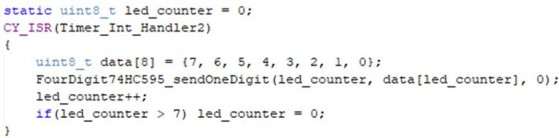 static uint8_t led_counter = 0;
CY_ISR(Timer_Int_Handler2)
{
    uint8_t data[8] = {7, 6, 5, 4, 3, 2, 1, 0};
    FourDigit74HC595_sendOneDigit(led_counter, data[led_counter], 0);
    led_counter++;
    if(led_counter > 7) led_counter = 0;
}